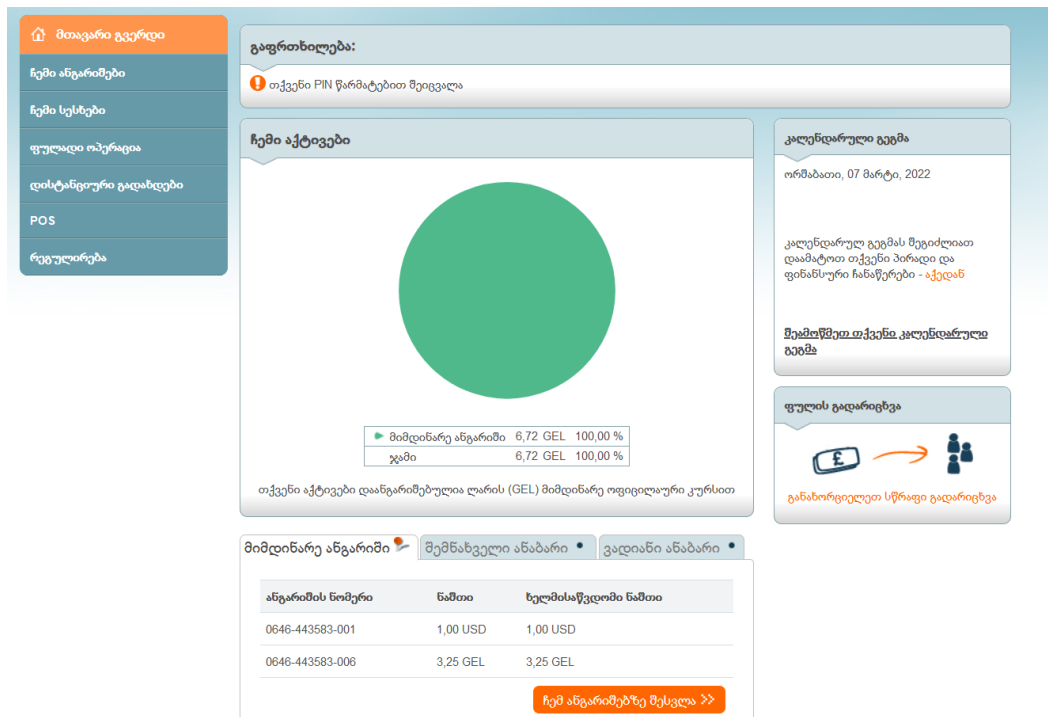 მთავარი გვერდი
ჩემი ანგარიშები
ჩემი სესხები
ფულადი ოპერაცია
დისტანციური გადახდები
POS
რეგულირება
გაფრთხილება:
თქვენი PIN წარმატებით შეიცვალა
ჩემი აქტივები
მიმდინარე ანგარიში 6,72 GEL 100,00 %
ჯამი 6,72 GEL 100,00 %
თქვენი აქტივები დაანგარიშებულია ლარის (GEL) მიმდინარე ოფიცილაური კურსით
კალენდარული გეგმა
ორშაბათი, 07 მარტი, 2022
კალენდარულ გეგმას შეგიძლიათ
დაამატოთ თქვენი პირადი და
ფინანსური ჩანაწერები - აქედან
შეამოწმეთ თქვენი კალენდარული
გეგმა
ფულის გადარიცხვა
£
განახორციელეთ სწრაფი გადარიცხვა
მიმდინარე ანგარიში შემნახველი ანაბარი ვადიანი ანაბარი
ანგარიშის ნომერი ნაშთი ხელმისაწვდომი ნაშთი
0646-443583-001 1,00 USD 1,00 USD
0646-443583-006 3,25 GEL 3,25 GEL
ჩემ ანგარიშებზე შესვლა >>